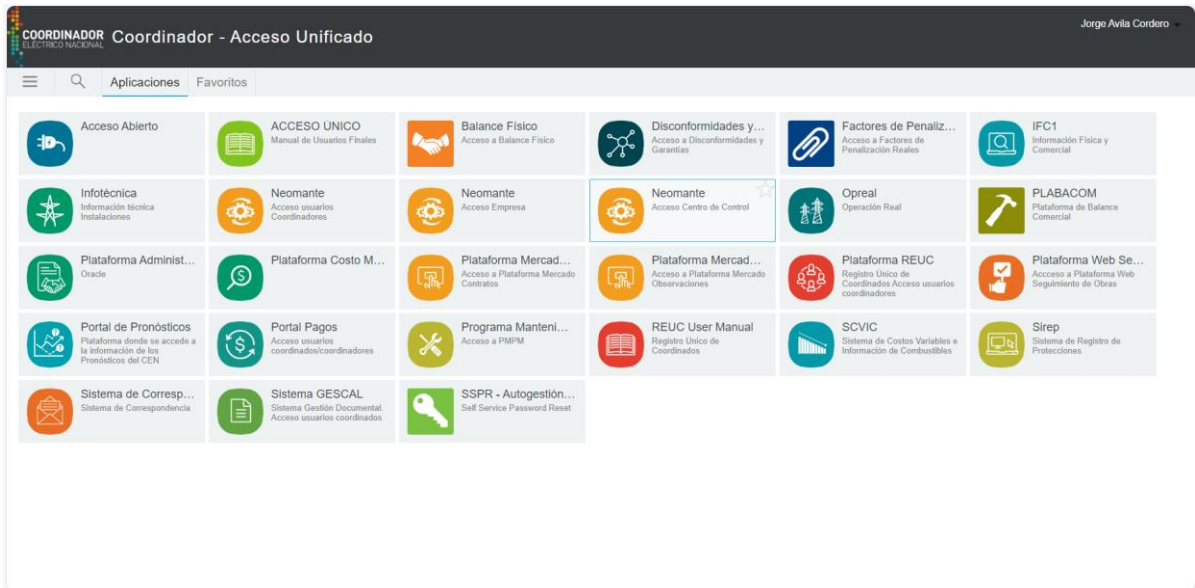 COORDINADOR
ELÉCTRICO NACIONAL
Coordinador - Acceso Unificado
Jorge Avila Cordero
Aplicaciones
Favoritos
Acceso Abierto
ACCESO ÚNICO
Manual de Usuarios Finales
Balance Físico
Acceso a Balance Físico
Disconformidades y...
Acceso a Disconformidades y
Garantías
Factores de Penaliz...
Acceso a Factores de
Penalización Reales
IFC1
Información Física y
Comercial
Infotécnica
Información técnica
Instalaciones
Neomante
Acceso usuarios
Coordinadores
Neomante
Acceso Empresa
Neomante
Acceso Centro de Control
Opreal
Operación Real
PLABACOM
Plataforma de Balance
Comercial
Plataforma Administ...
Oracle
Plataforma Costo M...
Plataforma Mercad...
Acceso a Plataforma Mercado
Contratos
Plataforma Mercad...
Acceso a Plataforma Mercado
Observaciones
Plataforma REUC
Registro Único de
Coordinados Acceso usuarios
coordinadores
Plataforma Web Se...
Accceso a Plataforma Web
Seguimiento de Obras
Portal de Pronósticos
Plataforma donde se accede a
la información de los
Pronósticos del CEN
Portal Pagos
Acceso usuarios
coordinados/coordinadores
Programa Manteni...
Acceso a PMPM
REUC User Manual
Registro Único de
Coordinados
SCVIC
Sistema de Costos Variables e
Información de Combustibles
Sirep
Sistema de Registro de
Protecciones
Sistema de Corresp...
Sistema de Correspondencia
Sistema GESCAL
Sistema Gestión Documental
Acceso usuarios coordinados
SSPR - Autogestión...
Self Service Password Reset